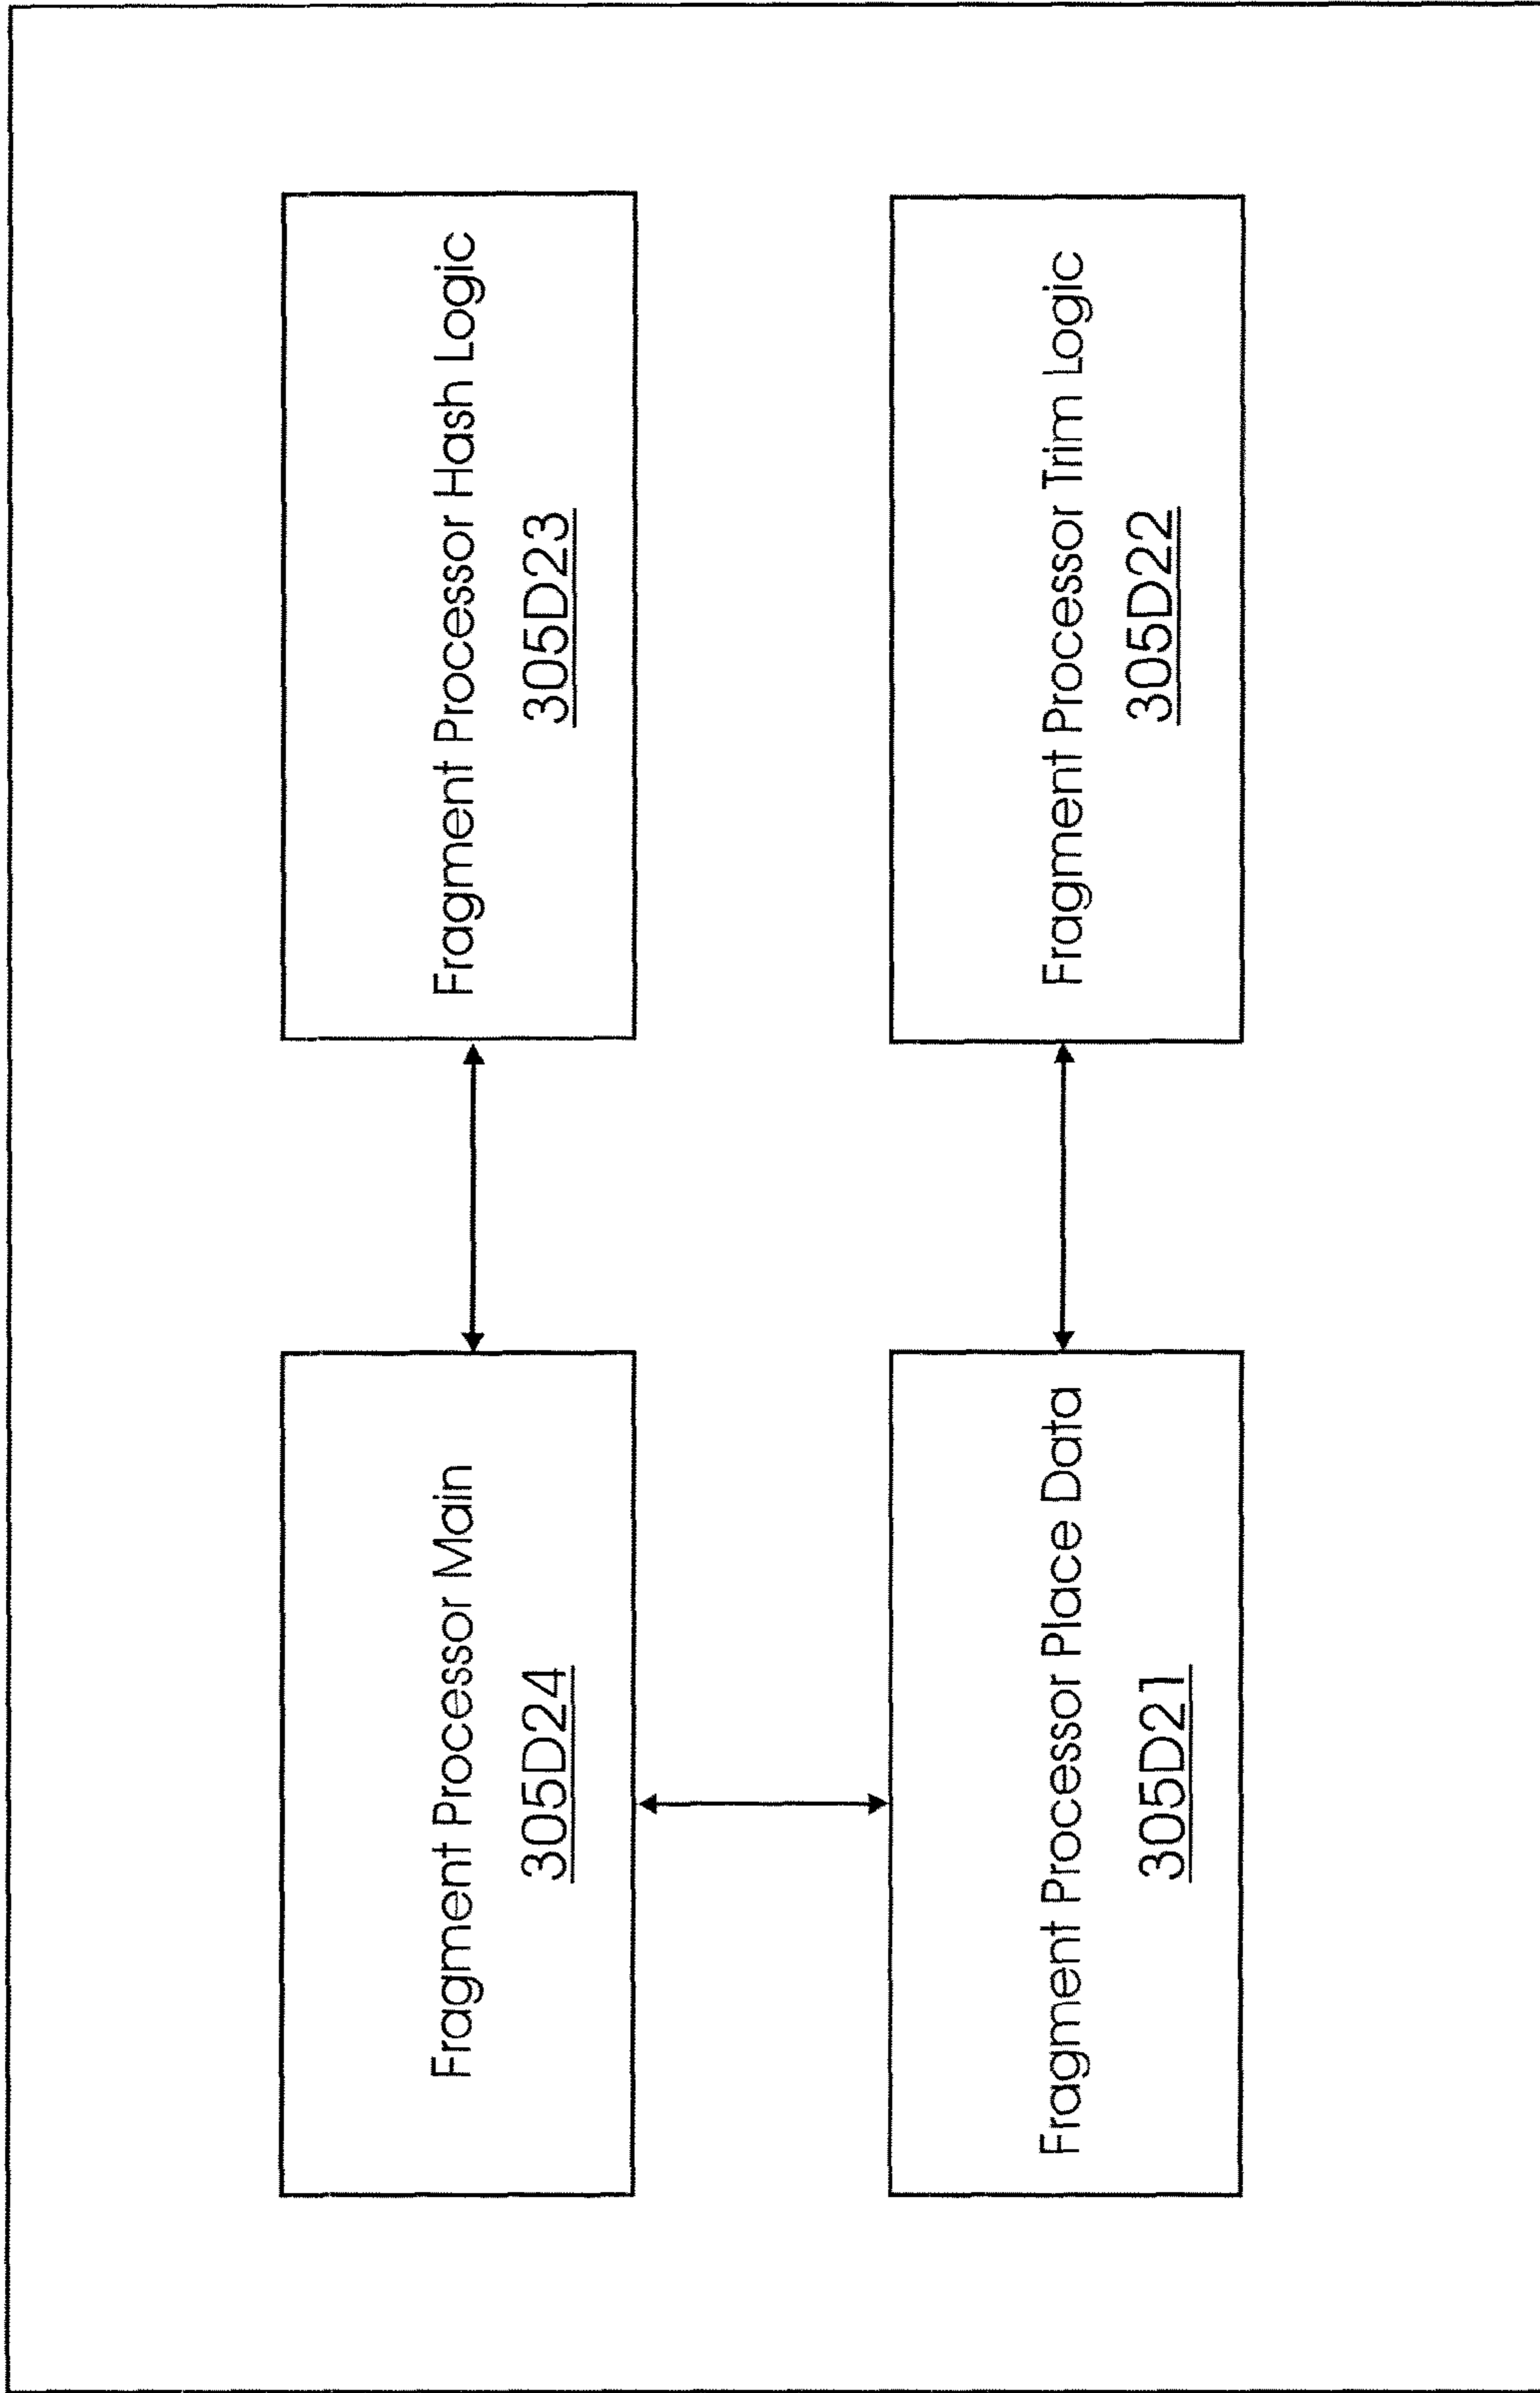 Fragment Processor Main
305D24
Fragment Processor Hash Logic
305D23
Fragment Processor Place Data
305D21
Fragment Processor Trim Logic
305D22